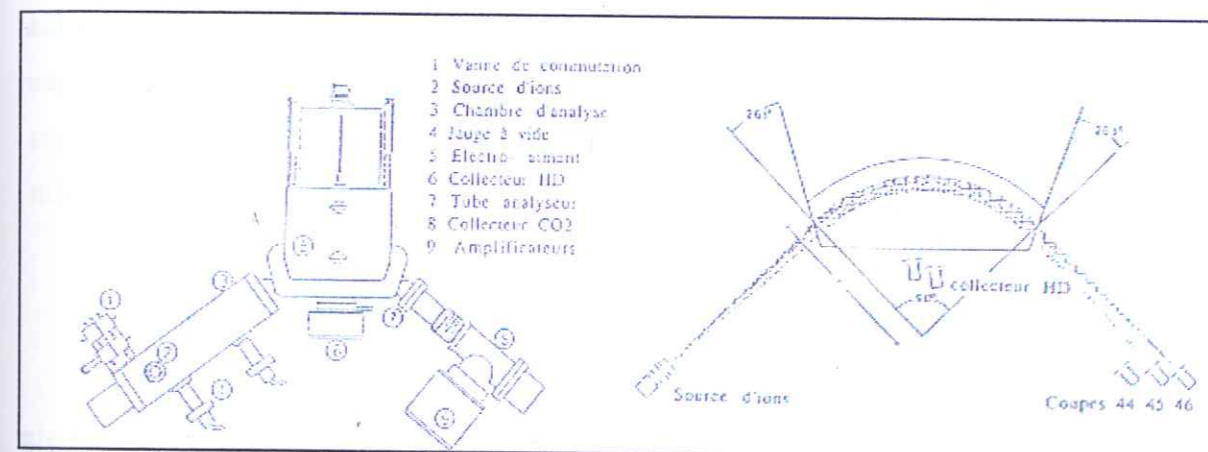 1 Vanne de commutation
2 Source d'ions
3 Chambre d'analyse
4 Jauge à vide
5 Electro-aimant
6 Collecteur HD
7 Tube analyseur
8 Collecteur CO2
9 Amplificateurs
collecteur HD
Source d'ions
Coupes 44 45 46